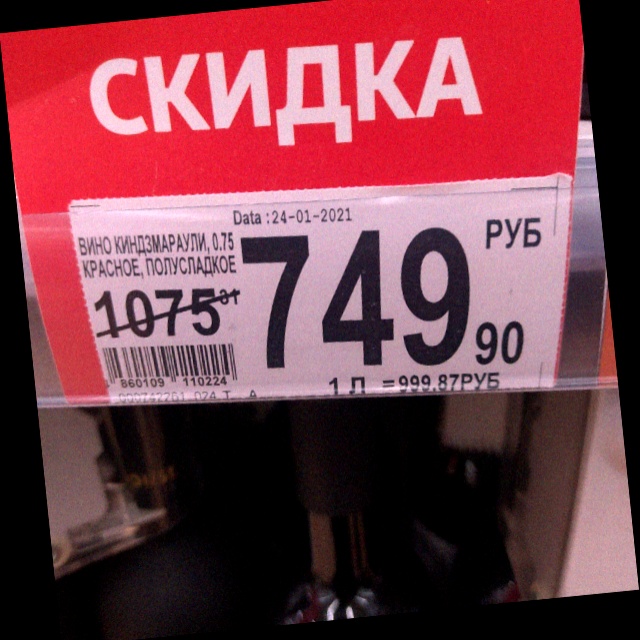 СКИДКА
Data :24-01-2021
ВИНО КИНДЗМАРАУЛИ, 0.75
КРАСНОЕ, ПОЛУСЛАДКОЕ
1075 81
749 90
РУБ
860109 110224
1 Л =999.87РУБ